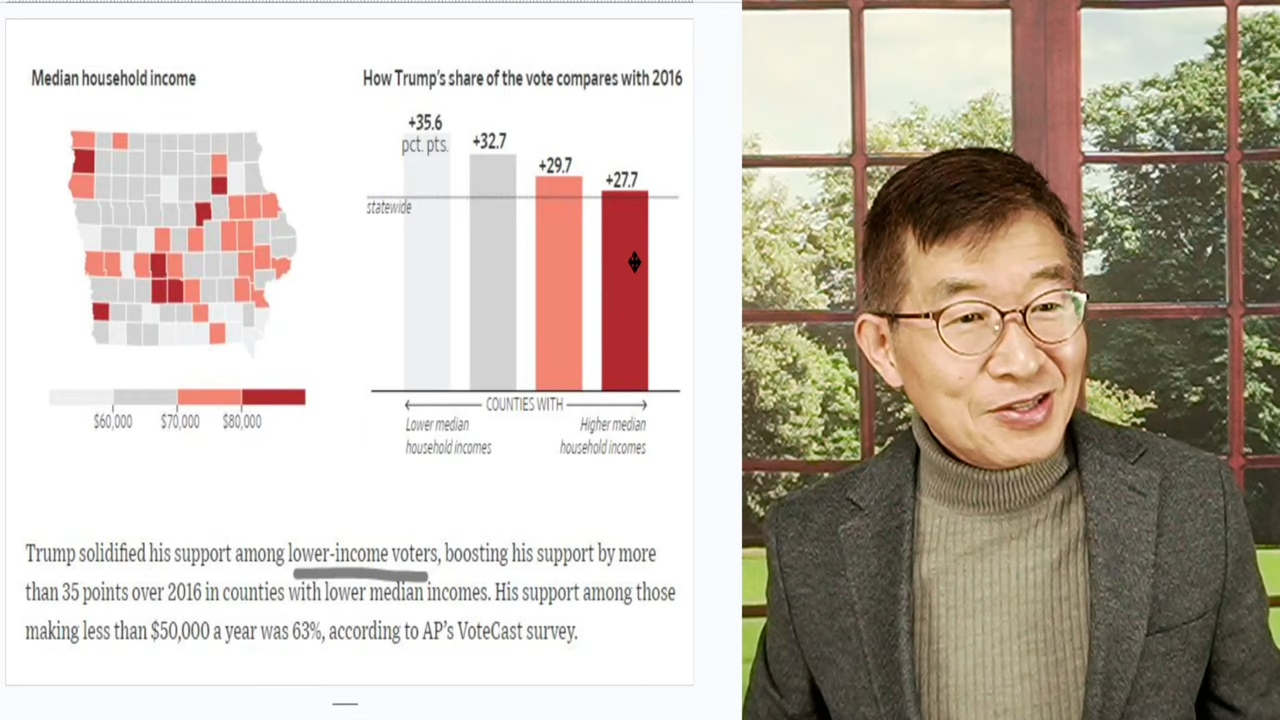 Median household income
How Trump's share of the vote compares with 2016
+35.6
pct. pts.
+32.7
+29.7
+27.7
statewide
$60,000
$70,000
$80,000
COUNTIES WITH
Lower median
household incomes
Higher median
household incomes
Trump solidified his support among lower-income voters, boosting his support by more
than 35 points over 2016 in counties with lower median incomes. His support among those
making less than $50,000 a year was 63%, according to AP's VoteCast survey.